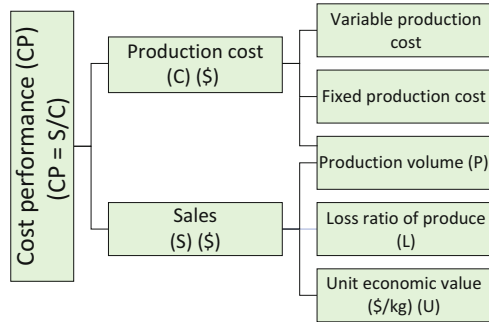 Cost performance (CP)
(CP = S/C)
Production cost
(C) ($)
Sales
(S) ($)
Variable production
cost
Fixed production cost
Production volume (P)
Loss ratio of produce
(L)
Unit economic value
($/kg) (U)